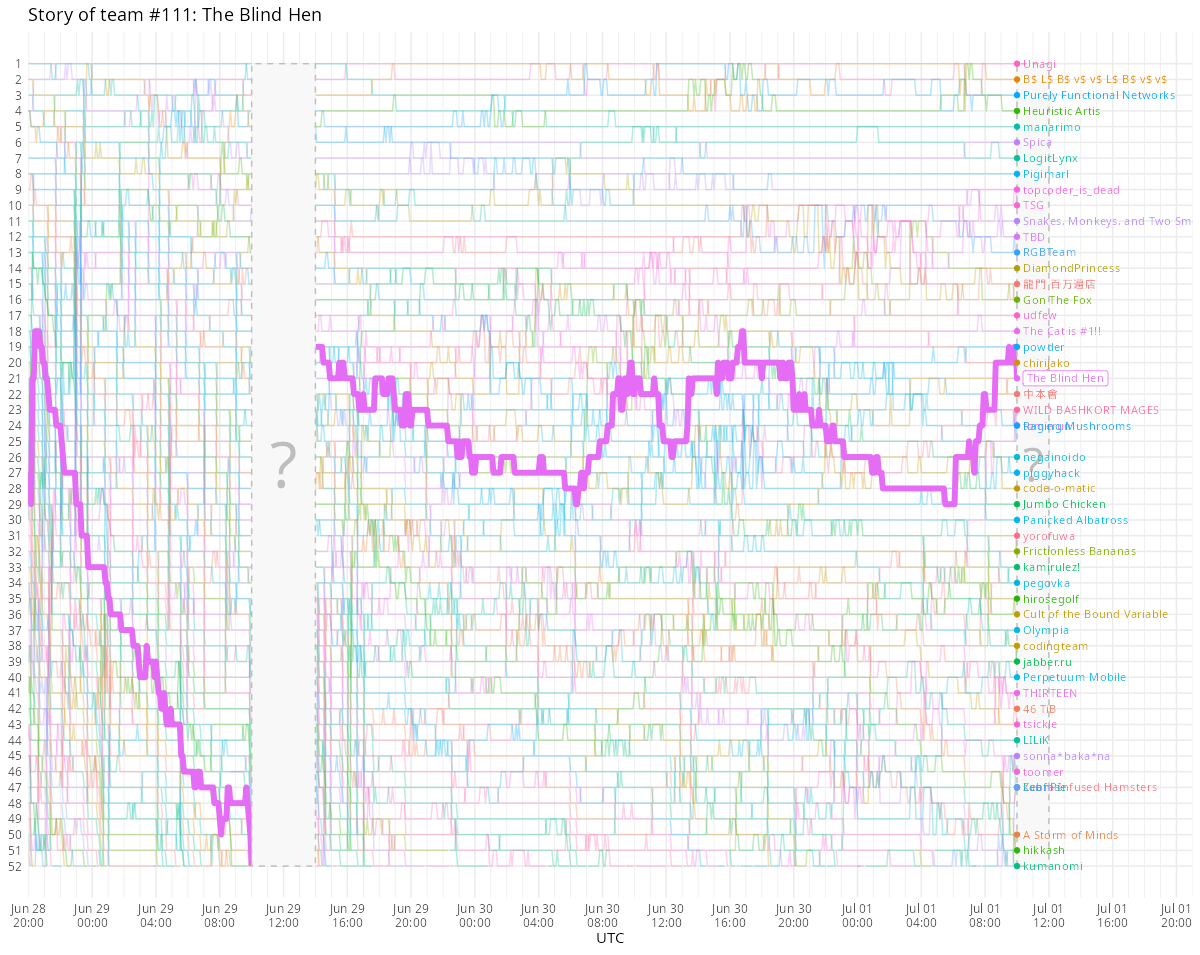 Story of team #111: The Blind Hen
1 Unagi
2 B$ L$ B$ v$ v$ L$ B$ v$ v$
3 Purely Functional Networks
4 Heuristic Artis
5 manarimo
6 Spica
7 LogicLynx
8 Pigimarl
9 topcoder_is_dead
10 TSG
11 Snakes, Monkeys, and Two Sm
12 TBD
13 RGBTeam
14 DiamondPrincess
15 龍門 百万遍店
16 Gon The Fox
17 udfew
18 The Cat is #1!!
19 powder
20 chirijako
21 The Blind Hen
22 中本會
23 WILD BASHKORT MAGES
24 Raging Mushrooms
25
26 negainoido
27 piggyhack
28 code-o-matic
29 Jumbo Chicken
30 Panicked Albatross
31 yorofuwa
32 Frictionless Bananas
33 kamirulez!
34 pegovka
35 hirosegolf
36 Cult of the Bound Variable
37 Olympia
38 codingteam
39 jabber.ru
40 Perpetuum Mobile
41 THIRTEEN
42 46 TiB
43 tsickle
44 LILiK
45 sonna*baka*na
46 toomer
47 Hamsters
48
49
50 A Storm of Minds
51 hikkash
52 kumanomi
?
?
Jun 28 Jun 29 Jun 29 Jun 29 Jun 29 Jun 29 Jun 29 Jun 30 Jun 30 Jun 30 Jun 30 Jun 30 Jun 30 Jul 01 Jul 01 Jul 01 Jul 01 Jul 01 Jul 01
20:00 00:00 04:00 08:00 12:00 16:00 20:00 00:00 04:00 08:00 12:00 16:00 20:00 00:00 04:00 08:00 12:00 16:00 20:00
UTC